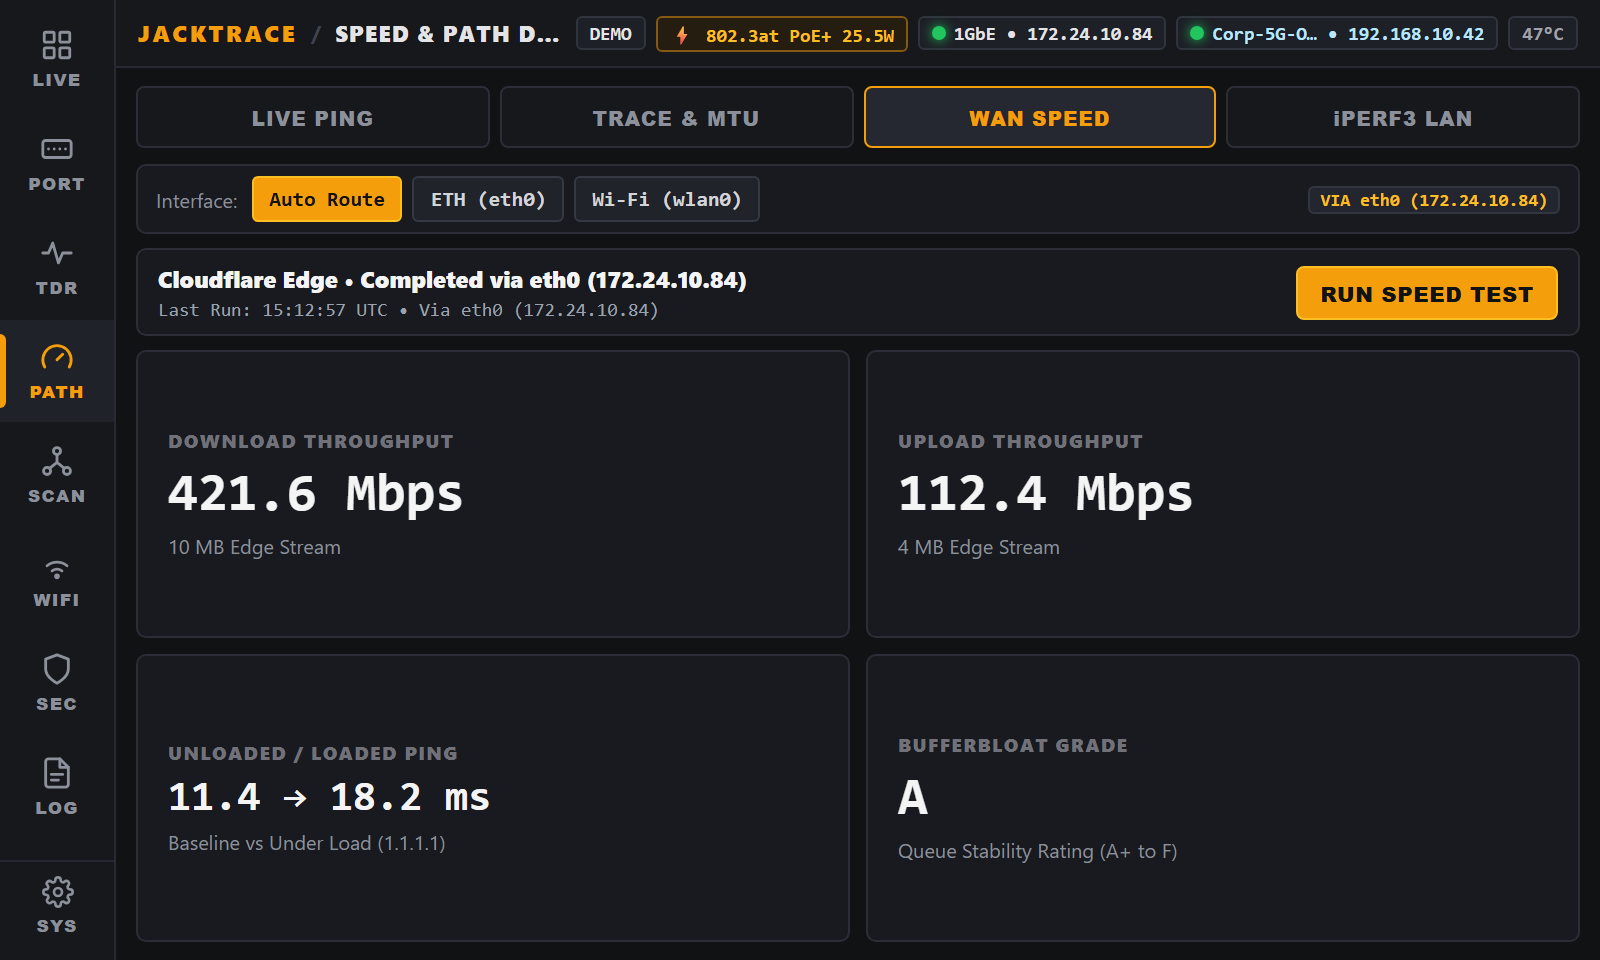 JACKTRACE / SPEED & PATH D...
DEMO
802.3at PoE+ 25.5W
1GbE • 172.24.10.84
Corp-5G-O… • 192.168.10.42
47°C
LIVE
PORT
TDR
PATH
SCAN
WIFI
SEC
LOG
SYS
LIVE PING
TRACE & MTU
WAN SPEED
iPERF3 LAN
Interface:
Auto Route
ETH (eth0)
Wi-Fi (wlan0)
VIA eth0 (172.24.10.84)
Cloudflare Edge • Completed via eth0 (172.24.10.84)
Last Run: 15:12:57 UTC • Via eth0 (172.24.10.84)
RUN SPEED TEST
DOWNLOAD THROUGHPUT
421.6 Mbps
10 MB Edge Stream
UPLOAD THROUGHPUT
112.4 Mbps
4 MB Edge Stream
UNLOADED / LOADED PING
11.4 → 18.2 ms
Baseline vs Under Load (1.1.1.1)
BUFFERBLOAT GRADE
A
Queue Stability Rating (A+ to F)